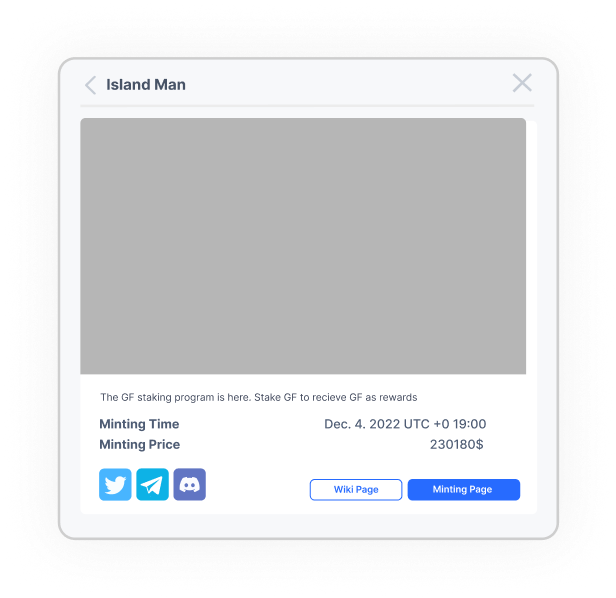 Island Man
The GF staking program is here. Stake GF to recieve GF as rewards
Minting Time Dec. 4. 2022 UTC +0 19:00
Minting Price 230180$
Wiki Page Minting Page